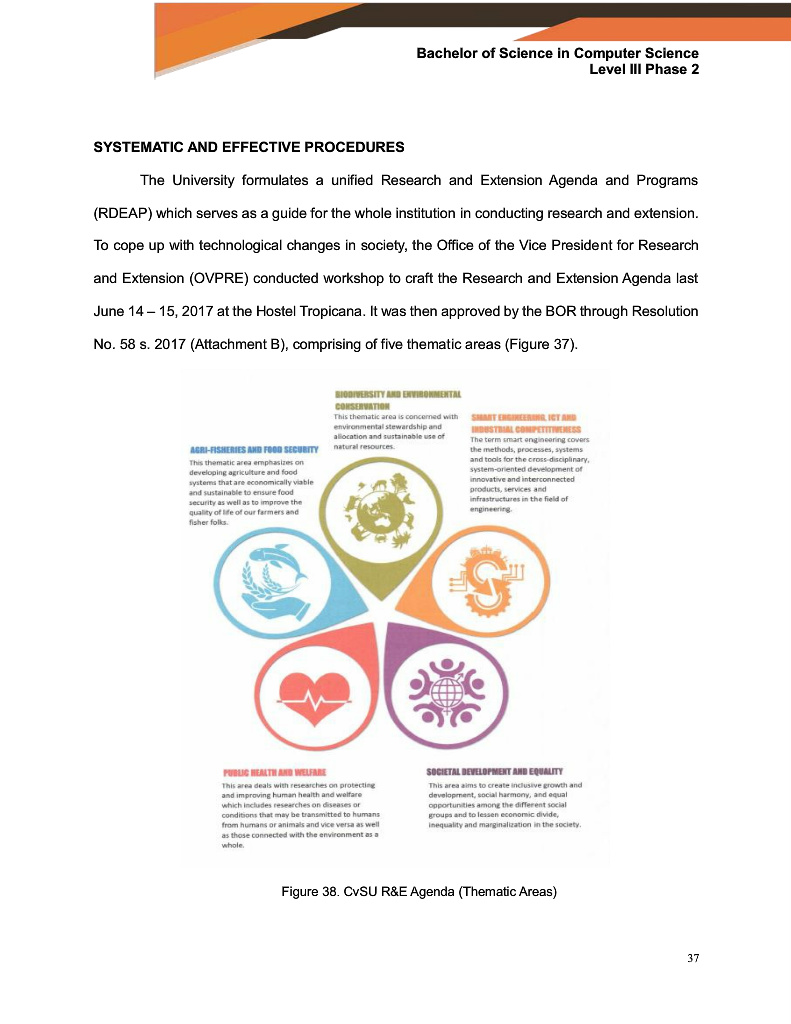 Bachelor of Science in Computer Science
Level III Phase 2
SYSTEMATIC AND EFFECTIVE PROCEDURES
The University formulates a unified Research and Extension Agenda and Programs
(RDEAP) which serves as a guide for the whole institution in conducting research and extension.
To cope up with technological changes in society, the Office of the Vice President for Research
and Extension (OVPRE) conducted workshop to craft the Research and Extension Agenda last
June 14 – 15, 2017 at the Hostel Tropicana. It was then approved by the BOR through Resolution
No. 58 s. 2017 (Attachment B), comprising of five thematic areas (Figure 37).
BIODIVERSITY AND ENVIRONMENTAL
CONSERVATION
This thematic area is concerned with
environmental stewardship and
allocation and sustainable use of
natural resources.
SMART ENGINEERING, ICT AND
INDUSTRIAL COMPETITIVENESS
The term smart engineering covers
the methods, processes, systems
and tools for the cross-disciplinary,
system-oriented development of
innovative and interconnected
products, services and
infrastructures in the field of
engineering.
AGRI-FISHERIES AND FOOD SECURITY
This thematic area emphasizes on
developing agriculture and food
systems that are economically viable
and sustainable to ensure food
security as well as to improve the
quality of life of our farmers and
fisher folks.
PUBLIC HEALTH AND WELFARE
This area deals with researches on protecting
and improving human health and welfare
which includes researches on diseases or
conditions that may be transmitted to humans
from humans or animals and vice versa as well
as those connected with the environment as a
whole.
SOCIETAL DEVELOPMENT AND EQUALITY
This area aims to create inclusive growth and
development, social harmony, and equal
opportunities among the different social
groups and to lessen economic divide,
inequality and marginalization in the society.
Figure 38. CvSU R&E Agenda (Thematic Areas)
37